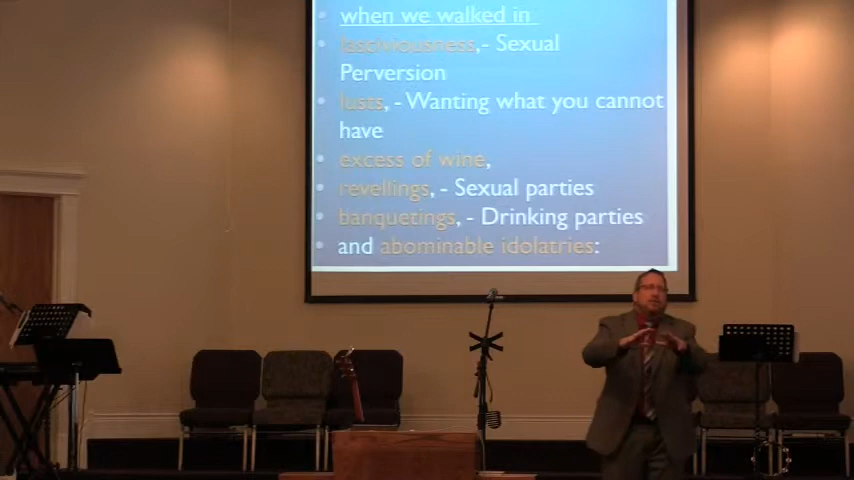 when we walked in
lasciviousness,- Sexual
Perversion
lusts, - Wanting what you cannot
have
excess of wine,
revellings, - Sexual parties
banquetings, - Drinking parties
and abominable idolatries: